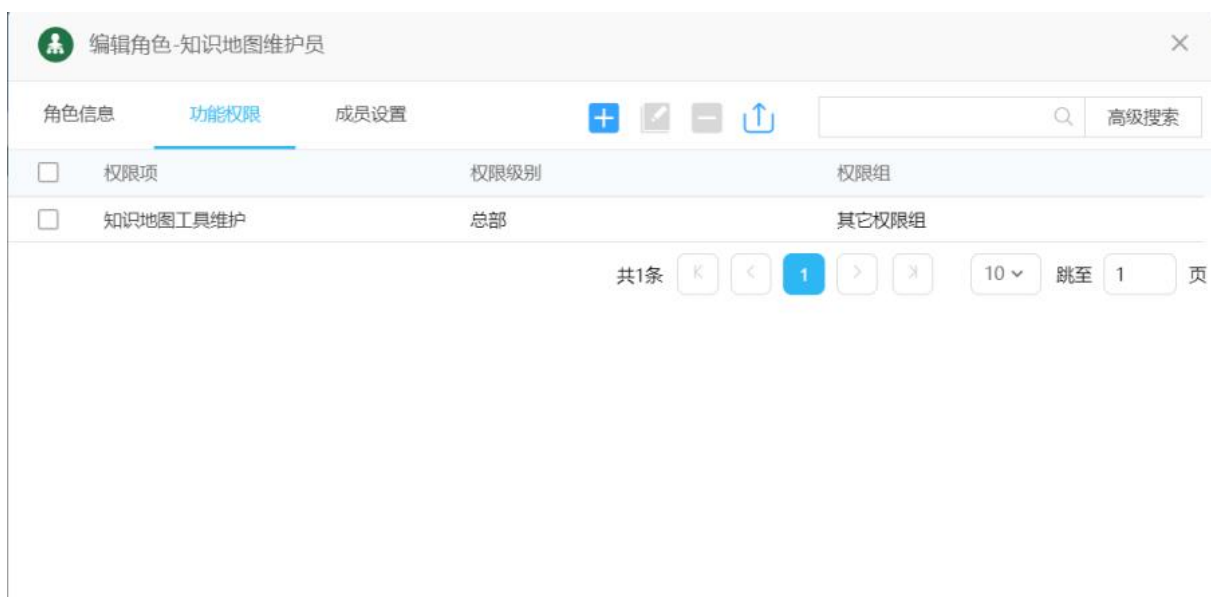 编辑角色-知识地图维护员
角色信息 功能权限 成员设置 高级搜索
权限项 权限级别 权限组
知识地图工具维护 总部 其它权限组
共1条 1 10 跳至 1 页